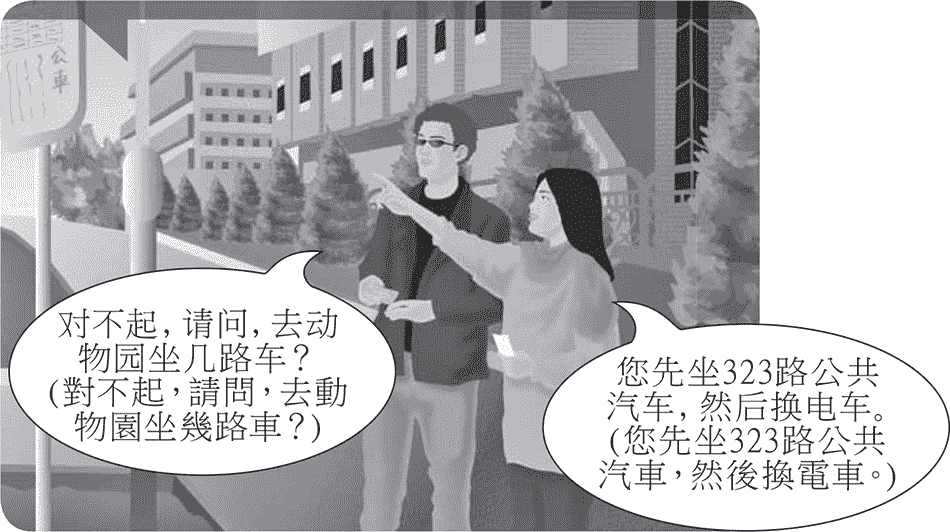 公車
对不起，请问，去动
物园坐几路车？
(對不起，請問，去動
物園坐幾路車？)
您先坐323路公共
汽车，然后换电车。
(您先坐323路公共
汽車，然後換電車。)